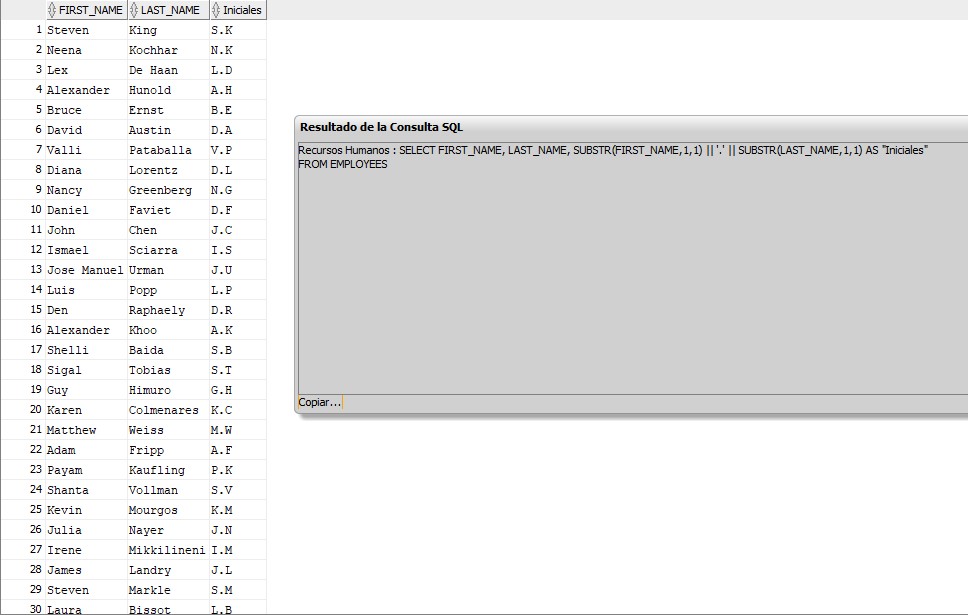 FIRST_NAME LAST_NAME Iniciales
1 Steven King S.K
2 Neena Kochhar N.K
3 Lex De Haan L.D
4 Alexander Hunold A.H
5 Bruce Ernst B.E
6 David Austin D.A
7 Valli Pataballa V.P
8 Diana Lorentz D.L
9 Nancy Greenberg N.G
10 Daniel Faviet D.F
11 John Chen J.C
12 Ismael Sciarra I.S
13 Jose Manuel Urman J.U
14 Luis Popp L.P
15 Den Raphaely D.R
16 Alexander Khoo A.K
17 Shelli Baida S.B
18 Sigal Tobias S.T
19 Guy Himuro G.H
20 Karen Colmenares K.C
21 Matthew Weiss M.W
22 Adam Fripp A.F
23 Payam Kaufling P.K
24 Shanta Vollman S.V
25 Kevin Mourgos K.M
26 Julia Nayer J.N
27 Irene Mikkilineni I.M
28 James Landry J.L
29 Steven Markle S.M
30 Laura Bissot L.B
Resultado de la Consulta SQL
Recursos Humanos : SELECT FIRST_NAME, LAST_NAME, SUBSTR(FIRST_NAME,1,1) || '.' || SUBSTR(LAST_NAME,1,1) AS "Iniciales"
FROM EMPLOYEES
Copiar...